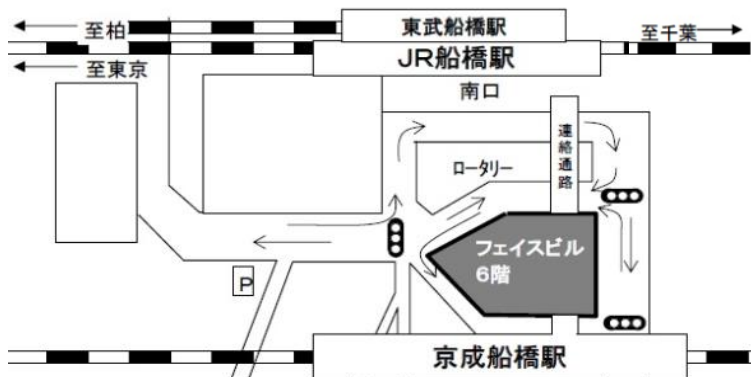 至柏
東武船橋駅
至千葉
JR船橋駅
至東京
南口
連絡通路
ロータリー
フェイスビル
6階
P
京成船橋駅